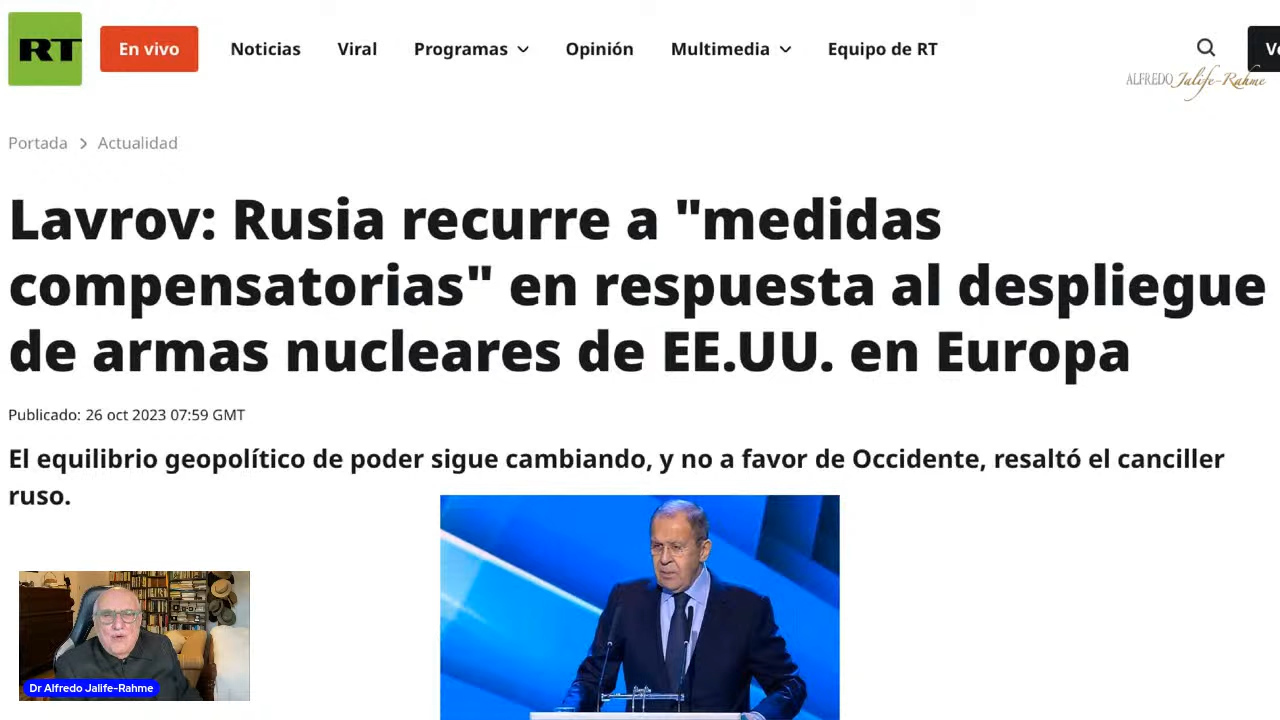 RT
En vivo
Noticias
Viral
Programas
Opinión
Multimedia
Equipo de RT
ALFREDO Jalife-Rahme
Portada > Actualidad
Lavrov: Rusia recurre a "medidas
compensatorias" en respuesta al despliegue
de armas nucleares de EE.UU. en Europa
Publicado: 26 oct 2023 07:59 GMT
El equilibrio geopolítico de poder sigue cambiando, y no a favor de Occidente, resaltó el canciller
ruso.
Dr Alfredo Jalife-Rahme